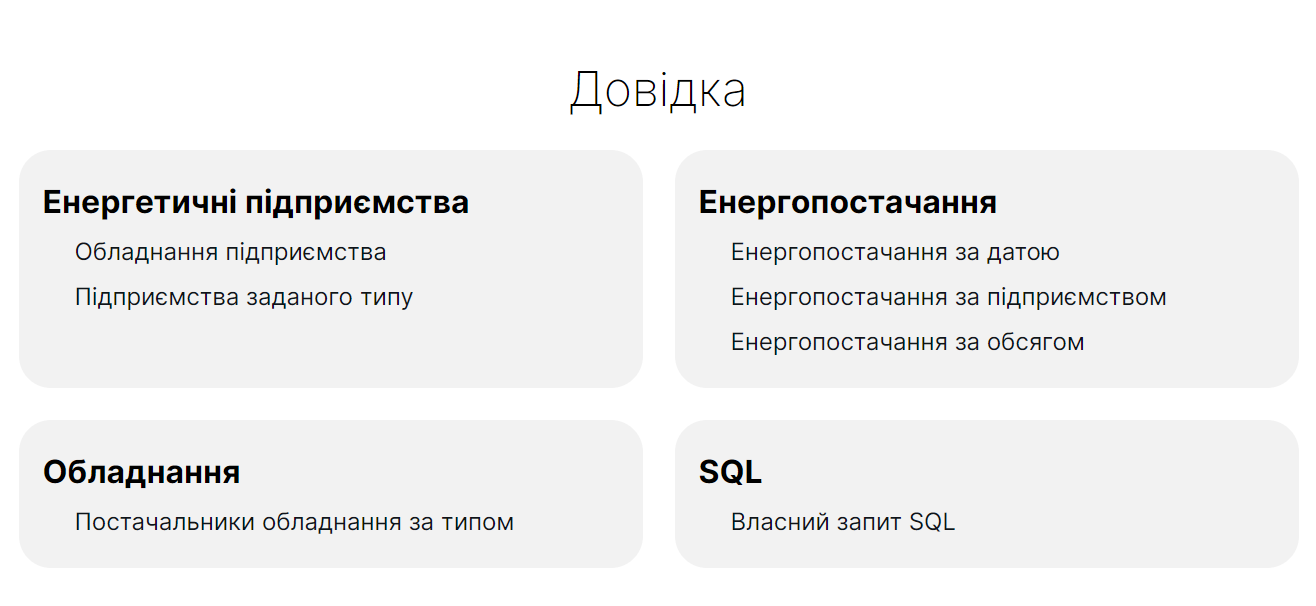 Довідка
Енергетичні підприємства
Обладнання підприємства
Підприємства заданого типу
Енергопостачання
Енергопостачання за датою
Енергопостачання за підприємством
Енергопостачання за обсягом
Обладнання
Постачальники обладнання за типом
SQL
Власний запит SQL